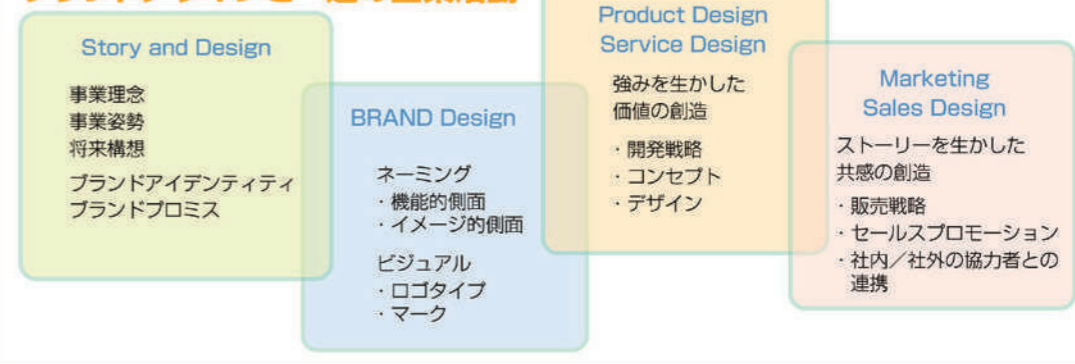 Story and Design
事業理念
事業姿勢
将来構想
ブランドアイデンティティ
ブランドプロミス
BRAND Design
ネーミング
・機能的側面
・イメージ的側面
ビジュアル
・ロゴタイプ
・マーク
Product Design
Service Design
強みを生かした
価値の創造
・開発戦略
・コンセプト
・デザイン
Marketing
Sales Design
ストーリーを生かした
共感の創造
・販売戦略
・セールスプロモーション
・社内／社外の協力者との
連携